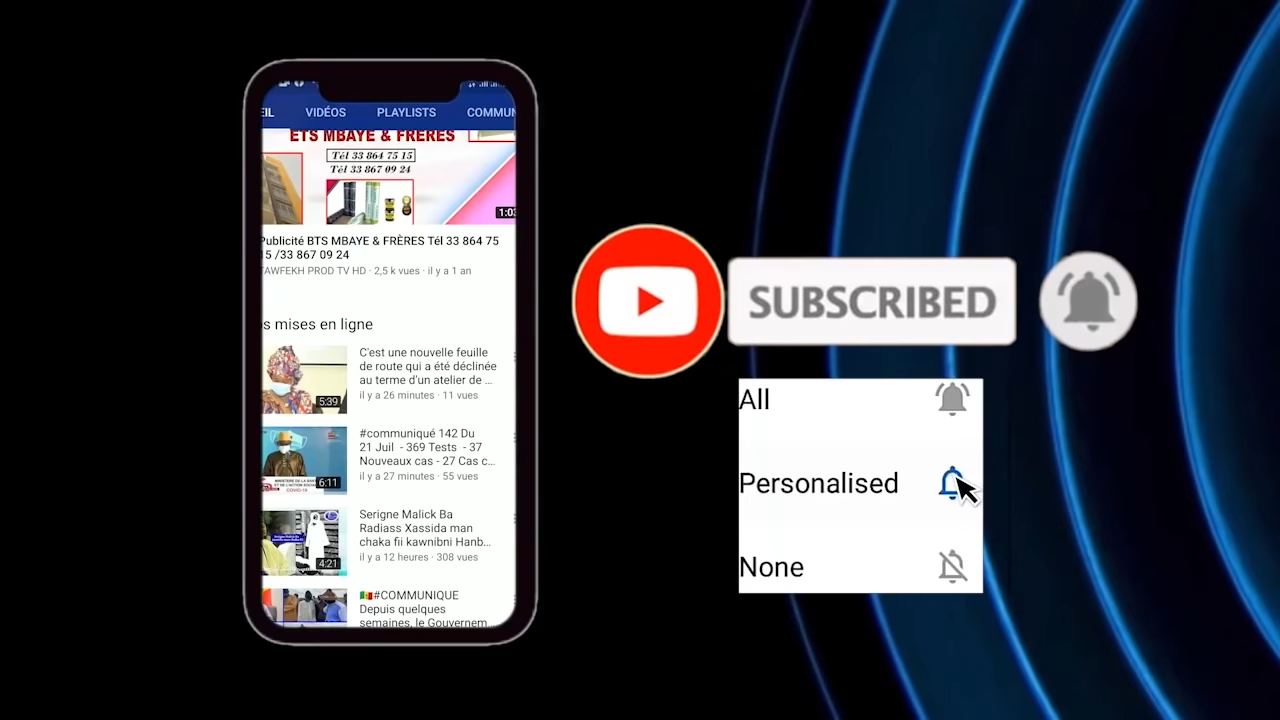 EIL VIDÉOS PLAYLISTS COMMUN
ETS MBAYE & FRERES
Tél 33 864 75 15
Tél 33 867 09 24
1:03
Publicité BTS MBAYE & FRÈRES Tél 33 864 75
15 /33 867 09 24
TAWFEKH PROD TV HD · 2,5 k vues · il y a 1 an
s mises en ligne
C'est une nouvelle feuille
de route qui a été déclinée
au terme d'un atelier de ...
il y a 26 minutes · 11 vues
5:39
#communiqué 142 Du
21 Juil - 369 Tests - 37
Nouveaux cas - 27 Cas c...
il y a 27 minutes · 55 vues
6:11
Serigne Malick Ba
Radiass Xassida man
chaka fii kawnibni Hanb...
il y a 12 heures · 308 vues
4:21
#COMMUNIQUE
Depuis quelques
semaines, le Gouvernem
SUBSCRIBED
All
Personalised
None